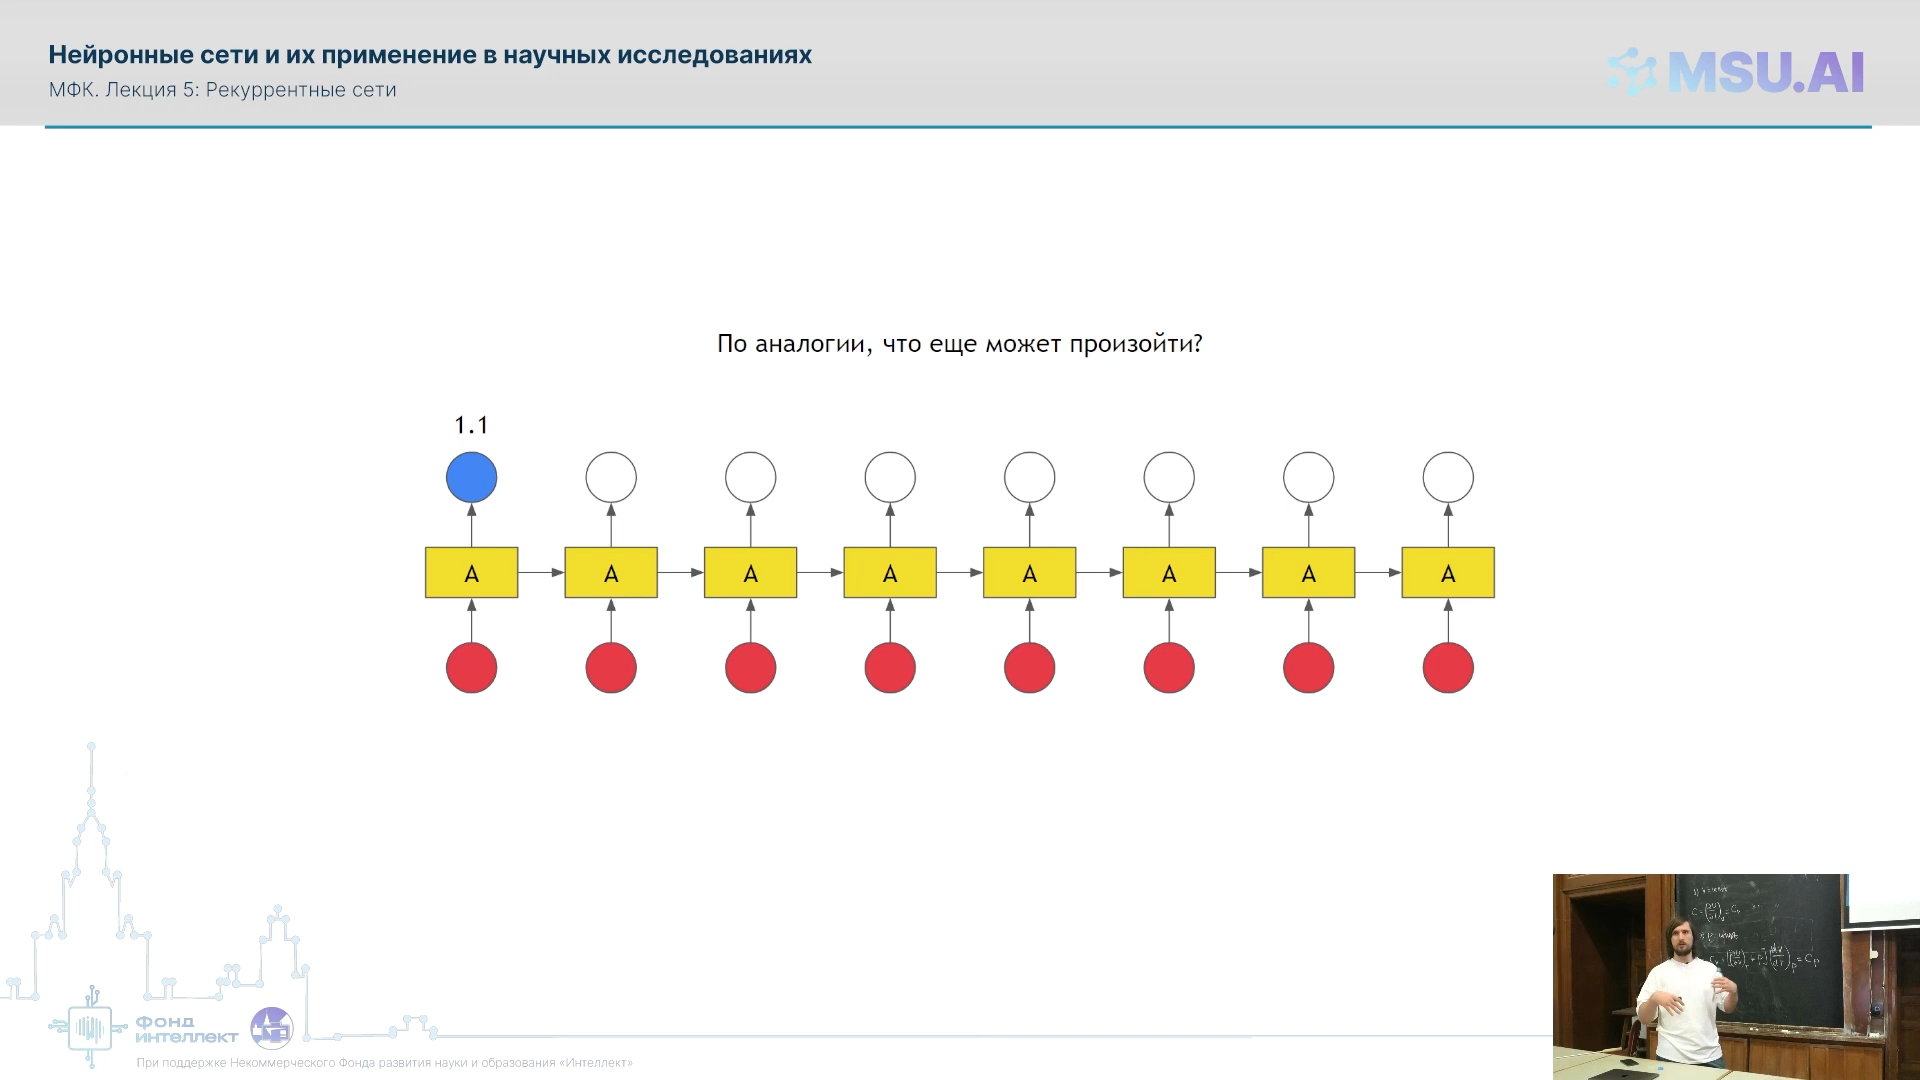 Нейронные сети и их применение в научных исследованиях
МФК. Лекция 5: Рекуррентные сети
MSU.AI
По аналогии, что еще может произойти?
1.1
A A A A A A A A
ФОНД
ИНТЕЛЛЕКТ
При поддержке Некоммерческого Фонда развития науки и образования «Интеллект»